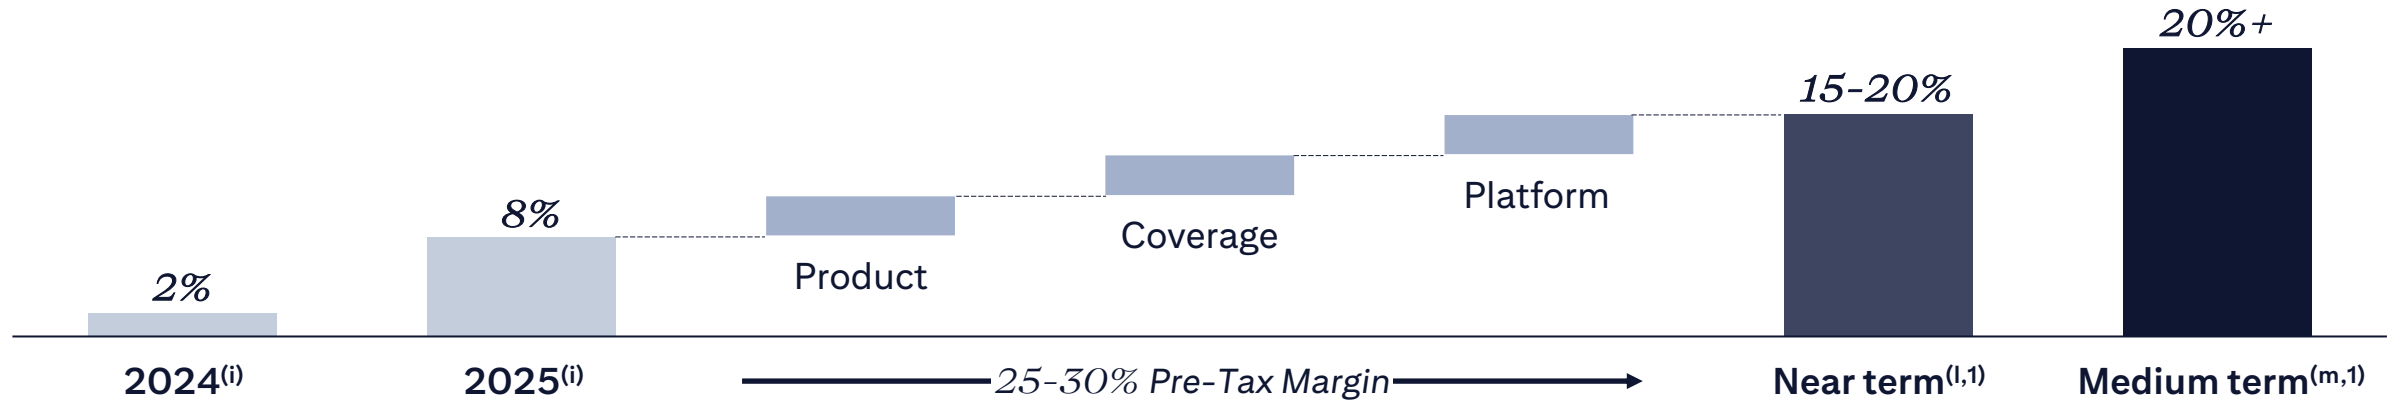 20%+
15-20%
8%
Platform
Coverage
Product
2%
2024(i)
2025(i)
25-30% Pre-Tax Margin
Near term(l,1)
Medium term(m,1)